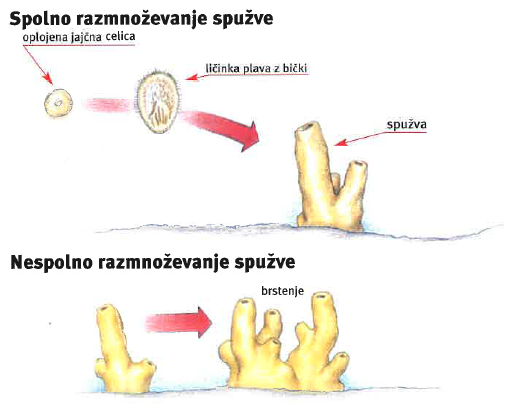 Spolno razmnoževanje spužve
oplojena jajčna celica
ličinka plava z bički
spužva
Nespolno razmnoževanje spužve
brstenje